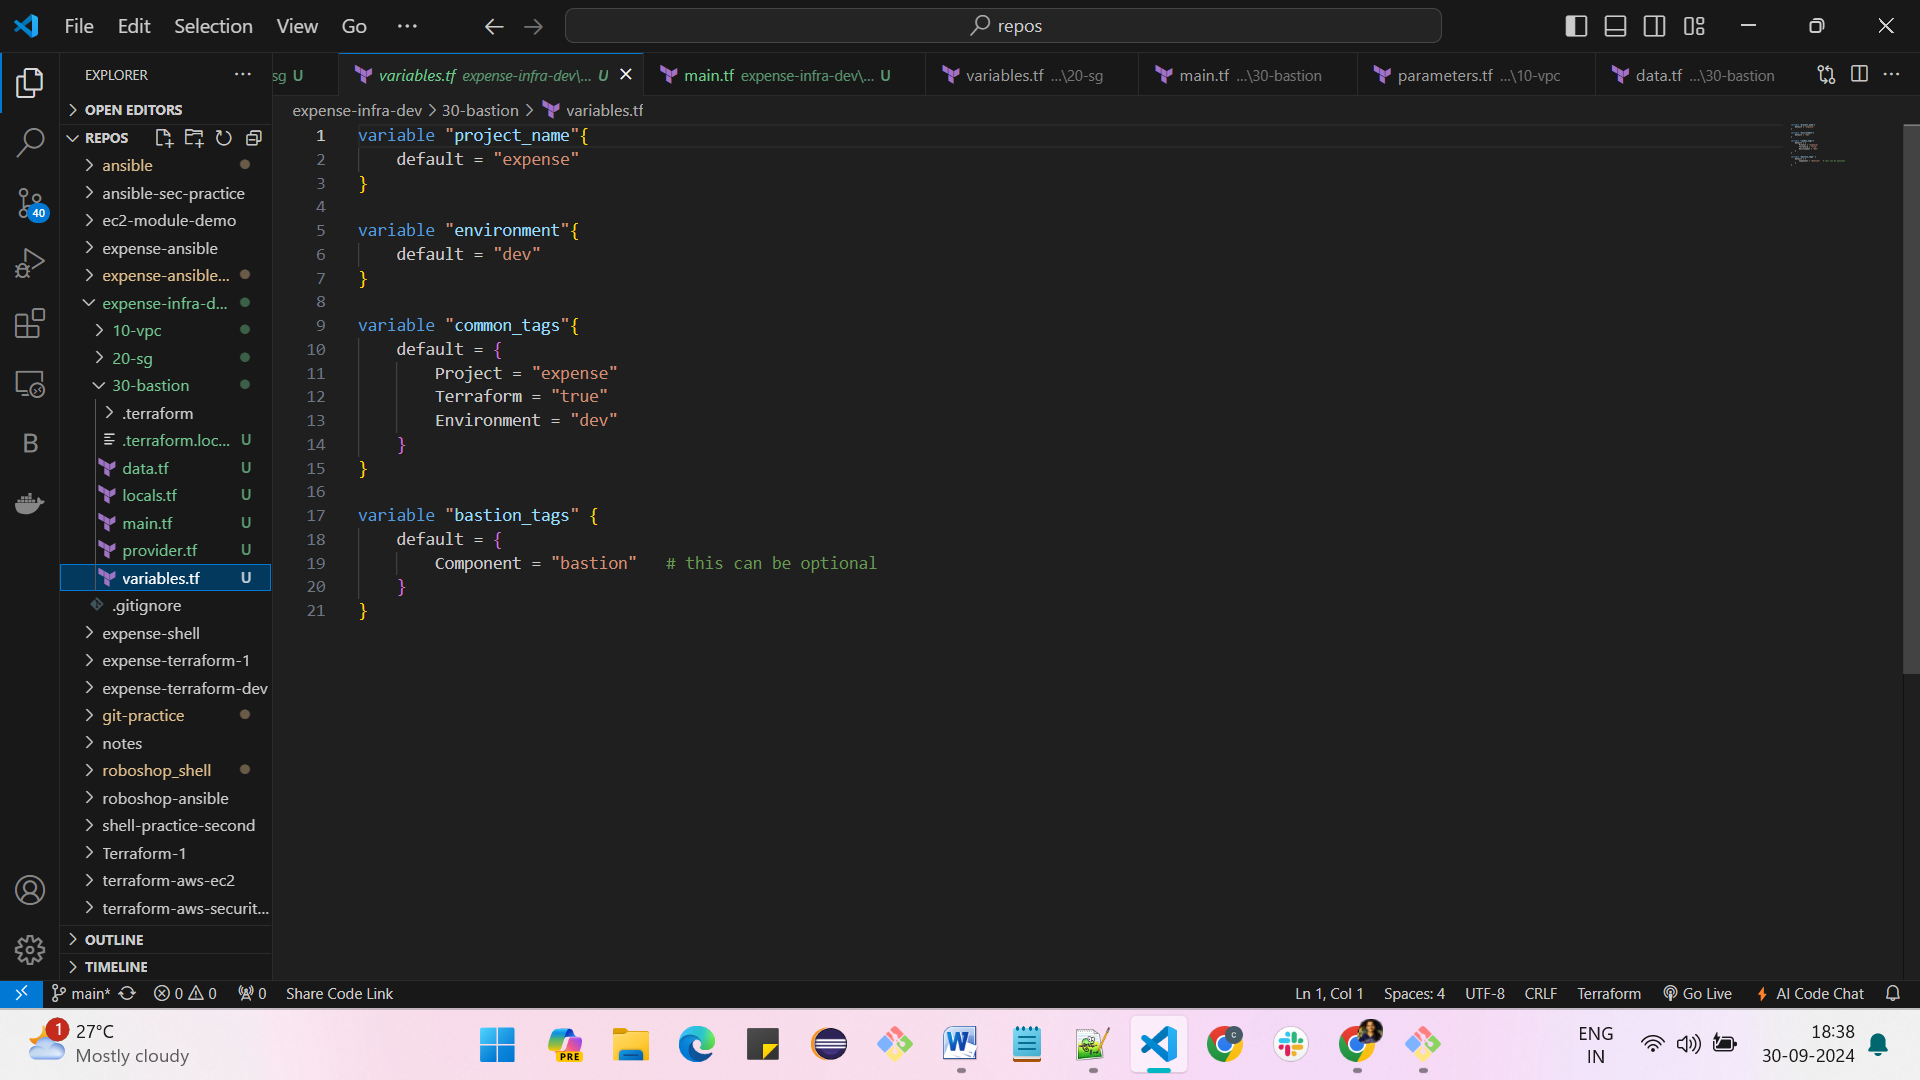 File Edit Selection View Go ··· repos
EXPLORER ···
sg U
variables.tf expense-infra-dev\... U
main.tf expense-infra-dev\... U
variables.tf ...\20-sg
main.tf ...\30-bastion
parameters.tf ...\10-vpc
data.tf ...\30-bastion
OPEN EDITORS
REPOS
ansible
ansible-sec-practice
ec2-module-demo
expense-ansible
expense-ansible...
expense-infra-d...
10-vpc
20-sg
30-bastion
.terraform
.terraform.loc... U
data.tf U
locals.tf U
main.tf U
provider.tf U
variables.tf U
.gitignore
expense-shell
expense-terraform-1
expense-terraform-dev
git-practice
notes
roboshop_shell
roboshop-ansible
shell-practice-second
Terraform-1
terraform-aws-ec2
terraform-aws-securit...
OUTLINE
TIMELINE
40
B
expense-infra-dev > 30-bastion > variables.tf
1 variable "project_name"{
2     default = "expense"
3 }
4
5 variable "environment"{
6     default = "dev"
7 }
8
9 variable "common_tags"{
10     default = {
11         Project = "expense"
12         Terraform = "true"
13         Environment = "dev"
14     }
15 }
16
17 variable "bastion_tags" {
18     default = {
19         Component = "bastion"   # this can be optional
20     }
21 }
main* 0 0 0 Share Code Link
Ln 1, Col 1 Spaces: 4 UTF-8 CRLF Terraform Go Live AI Code Chat
1 27°C
Mostly cloudy
PRE
W
C
ENG
IN
18:38
30-09-2024